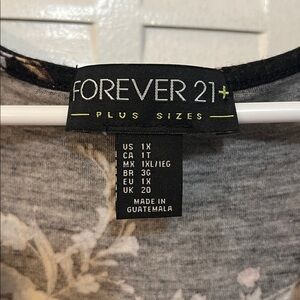 FOREVER 21+
PLUS SIZES
US 1X
CA 1T
MX 1XL/1EG
BR 3G
EU 1X
UK 20
MADE IN
GUATEMALA